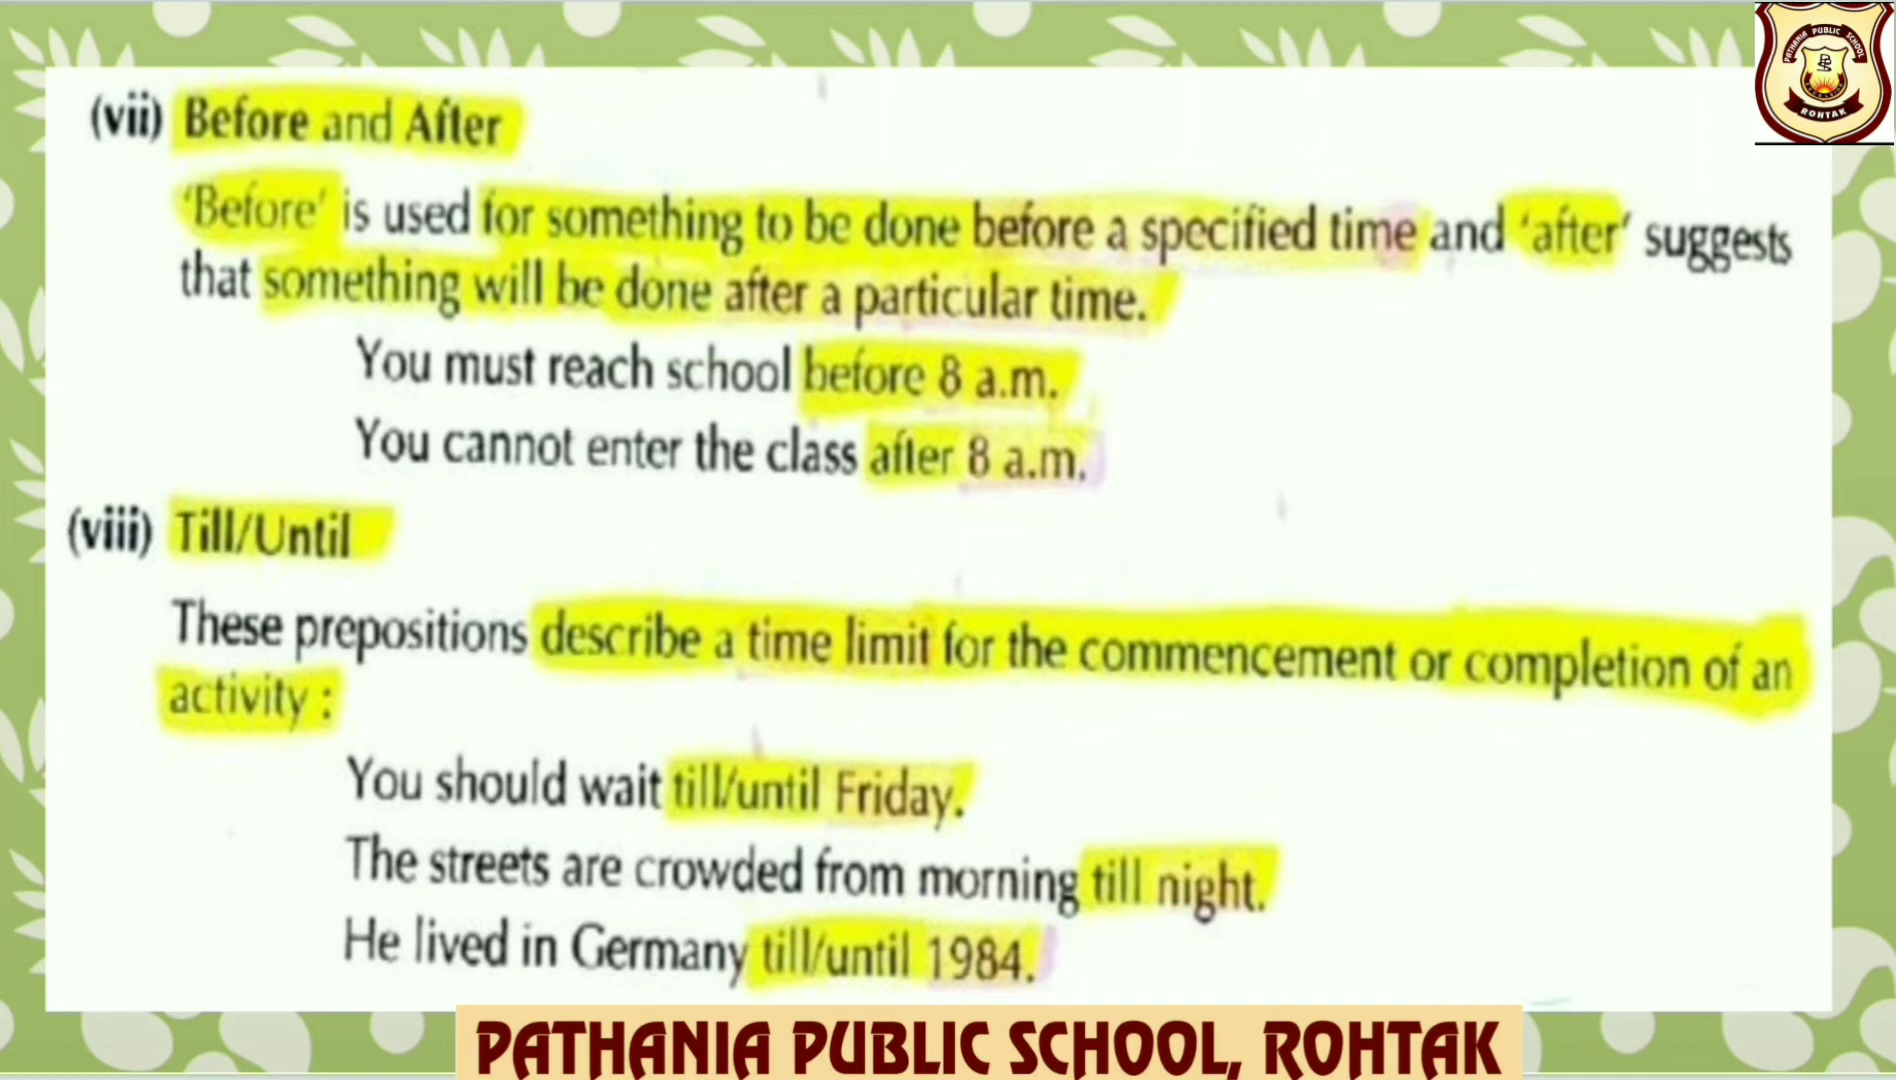 PATHANIA PUBLIC SCHOOL
ROHTAK
(vii) Before and After
'Before' is used for something to be done before a specified time and 'after' suggests
that something will be done after a particular time.
You must reach school before 8 a.m.
You cannot enter the class after 8 a.m.
(viii) Till/Until
These prepositions describe a time limit for the commencement or completion of an
activity :
You should wait till/until Friday.
The streets are crowded from morning till night.
He lived in Germany till/until 1984.
PATHANIA PUBLIC SCHOOL, ROHTAK